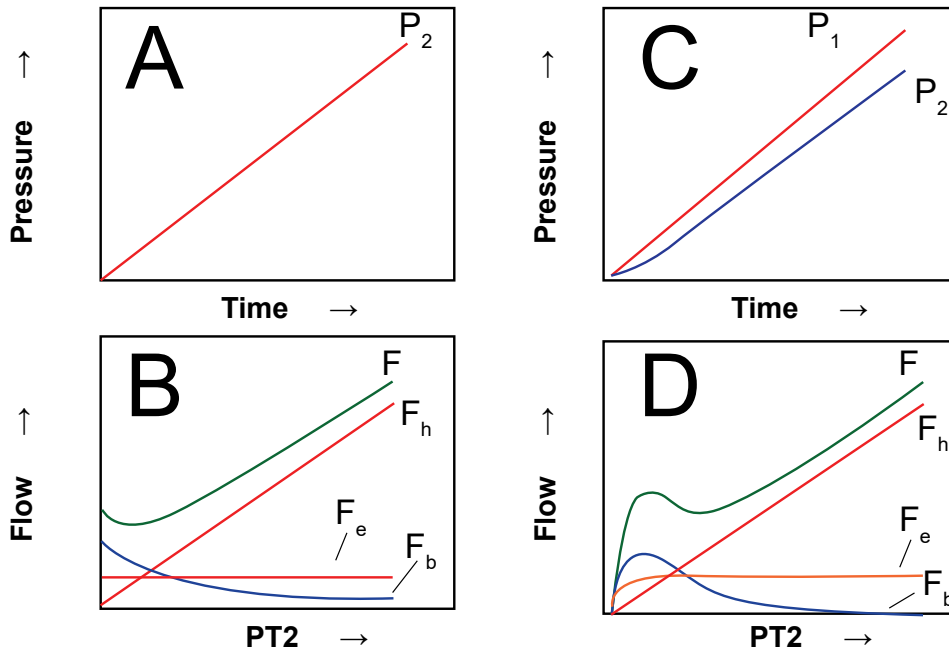 A
P2
Pressure →
Time →
C
P1
P2
Pressure →
Time →
B
F
Fh
Fe
Fb
Flow →
PT2 →
D
F
Fh
Fe
Fb
Flow →
PT2 →